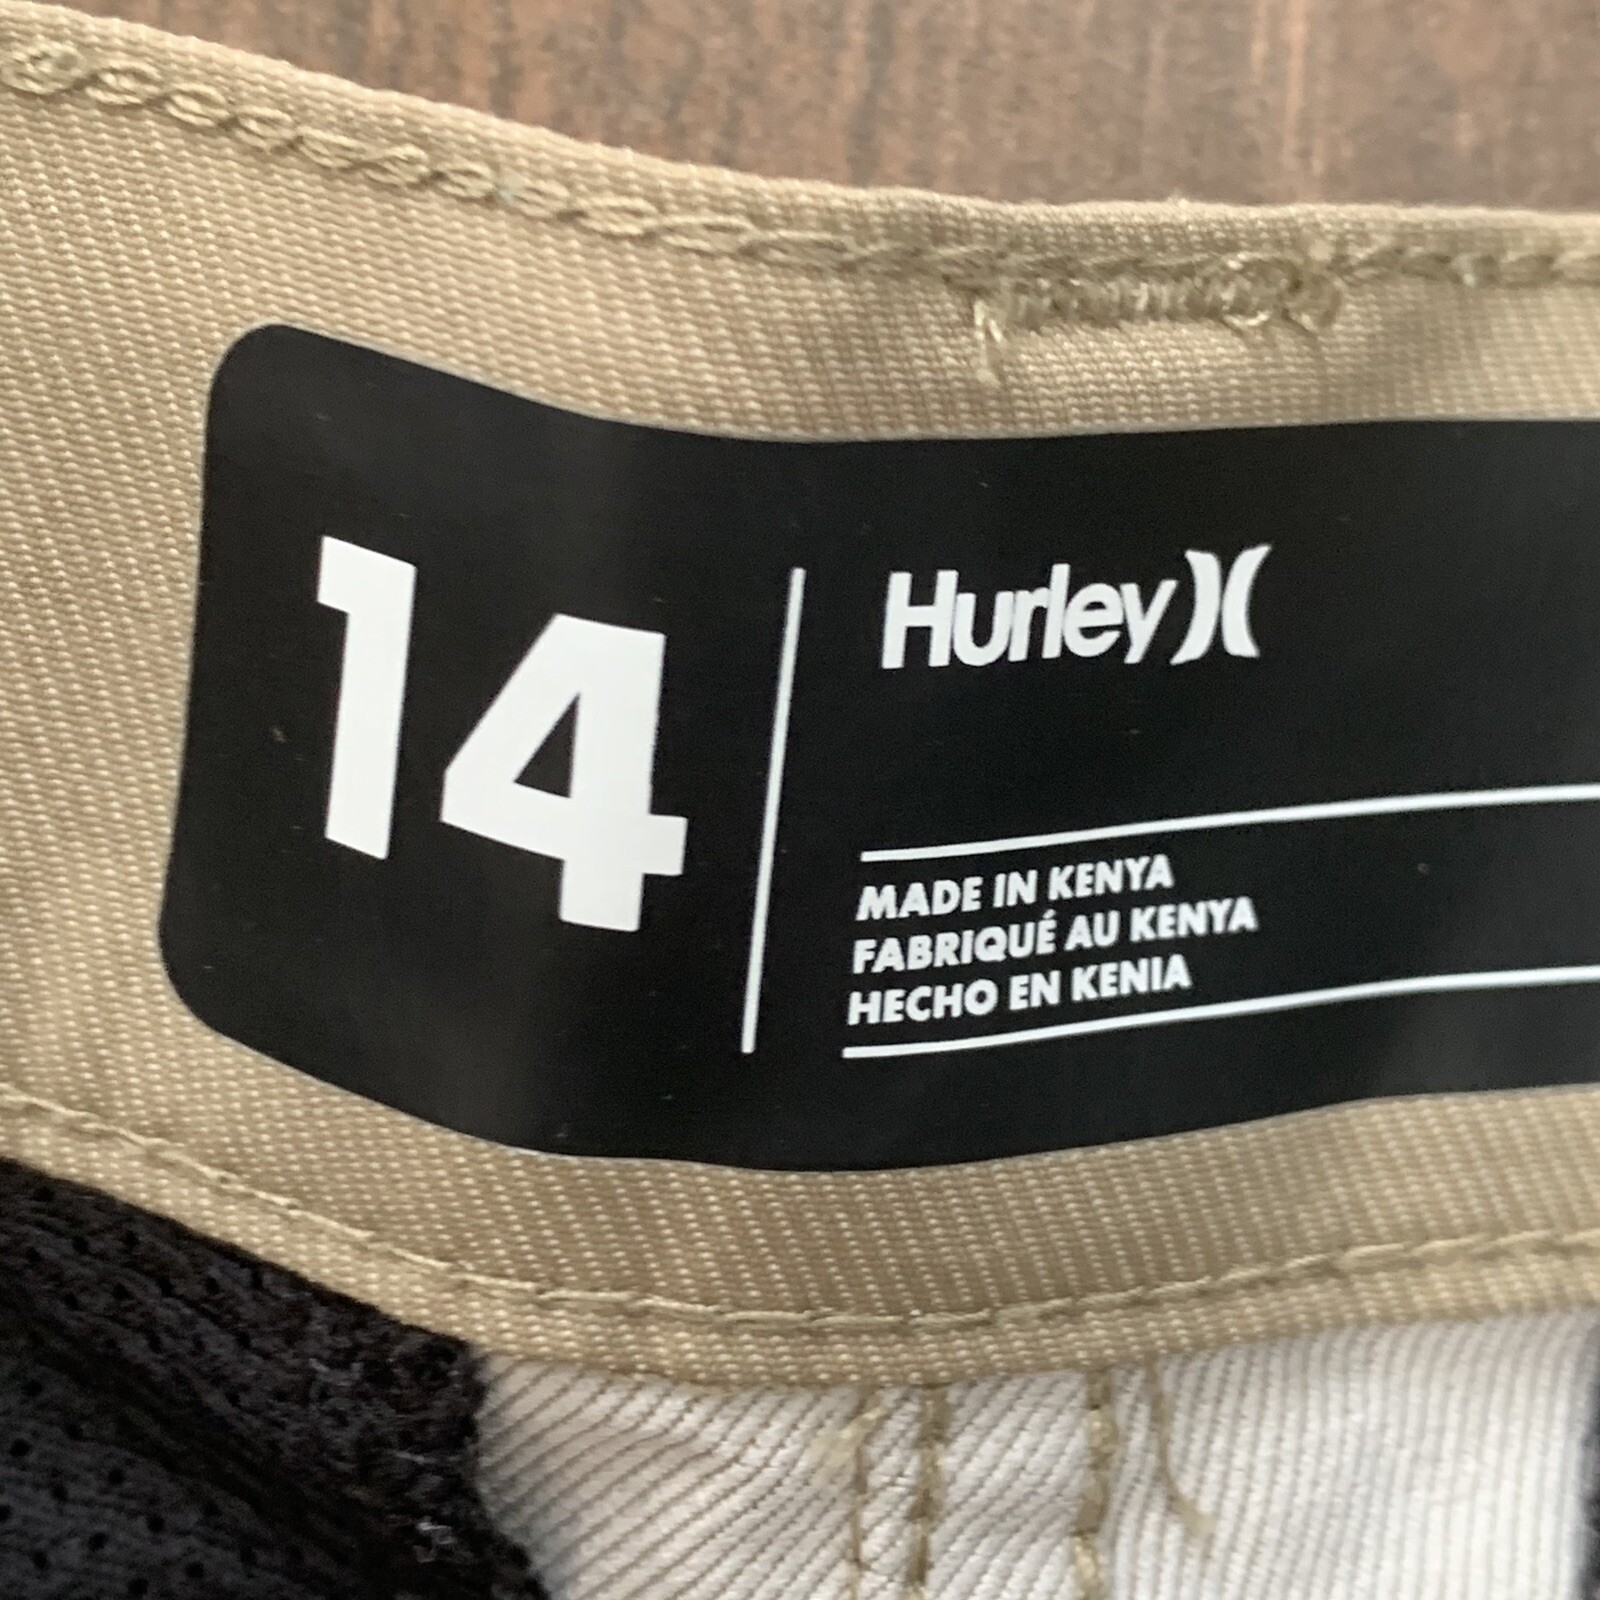 14
Hurley
MADE IN KENYA
FABRIQUÉ AU KENYA
HECHO EN KENIA